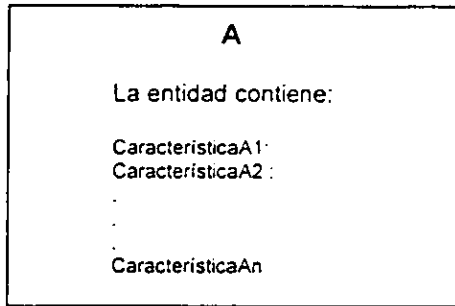 A
La entidad contiene:
CaracterísticaA1:
CaracterísticaA2 :
.
.
.
CaracterísticaAn